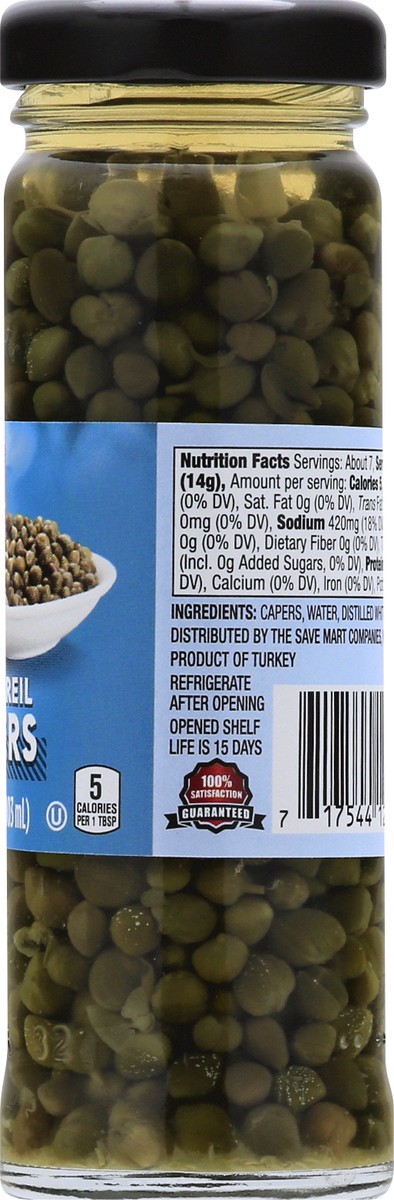 Nutrition Facts Servings: About 7,
(14g), Amount per serving: Calories 5
(0% DV), Sat. Fat 0g (0% DV), Trans
0mg (0% DV), Sodium 420mg (18%
0g (0% DV), Dietary Fiber 0g (0% DV),
(Incl. 0g Added Sugars, 0% DV),
DV), Calcium (0% DV), Iron (0% DV),
INGREDIENTS: CAPERS, WATER, DISTILLED
DISTRIBUTED BY THE SAVE MART COMPANIES,
PRODUCT OF TURKEY
REFRIGERATE
AFTER OPENING
OPENED SHELF
LIFE IS 15 DAYS
REIL
RS
mL)
U
5
CALORIES
PER 1 TBSP
100%
SATISFACTION
GUARANTEED
7 17544
32